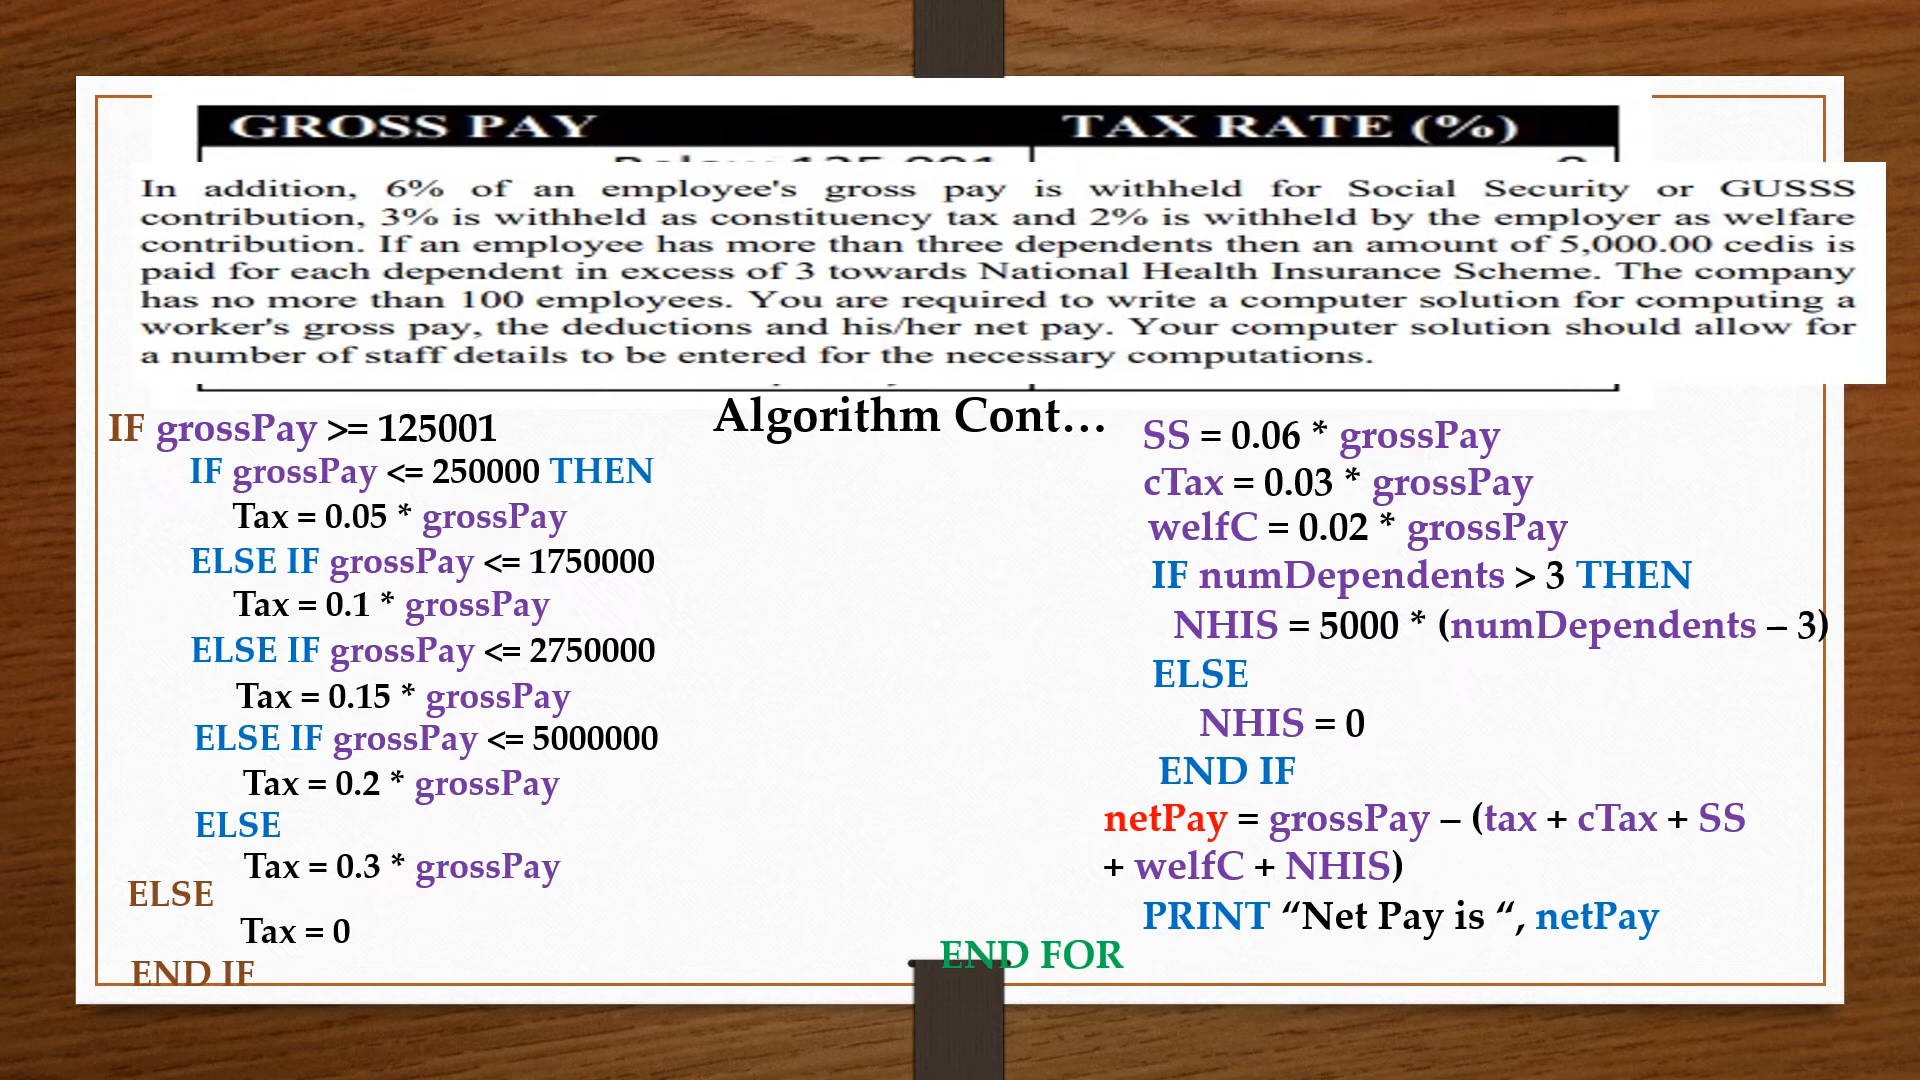 GROSS PAY TAX RATE (%)
Below 125,001 0
In addition, 6% of an employee's gross pay is withheld for Social Security or GUSSS
contribution, 3% is withheld as constituency tax and 2% is withheld by the employer as welfare
contribution. If an employee has more than three dependents then an amount of 5,000.00 cedis is
paid for each dependent in excess of 3 towards National Health Insurance Scheme. The company
has no more than 100 employees. You are required to write a computer solution for computing a
worker's gross pay, the deductions and his/her net pay. Your computer solution should allow for
a number of staff details to be entered for the necessary computations.
Algorithm Cont…
IF grossPay >= 125001
IF grossPay <= 250000 THEN
Tax = 0.05 * grossPay
ELSE IF grossPay <= 1750000
Tax = 0.1 * grossPay
ELSE IF grossPay <= 2750000
Tax = 0.15 * grossPay
ELSE IF grossPay <= 5000000
Tax = 0.2 * grossPay
ELSE
Tax = 0.3 * grossPay
ELSE
Tax = 0
END IF
SS = 0.06 * grossPay
cTax = 0.03 * grossPay
welfC = 0.02 * grossPay
IF numDependents > 3 THEN
NHIS = 5000 * (numDependents – 3)
ELSE
NHIS = 0
END IF
netPay = grossPay – (tax + cTax + SS
+ welfC + NHIS)
PRINT “Net Pay is “, netPay
END FOR